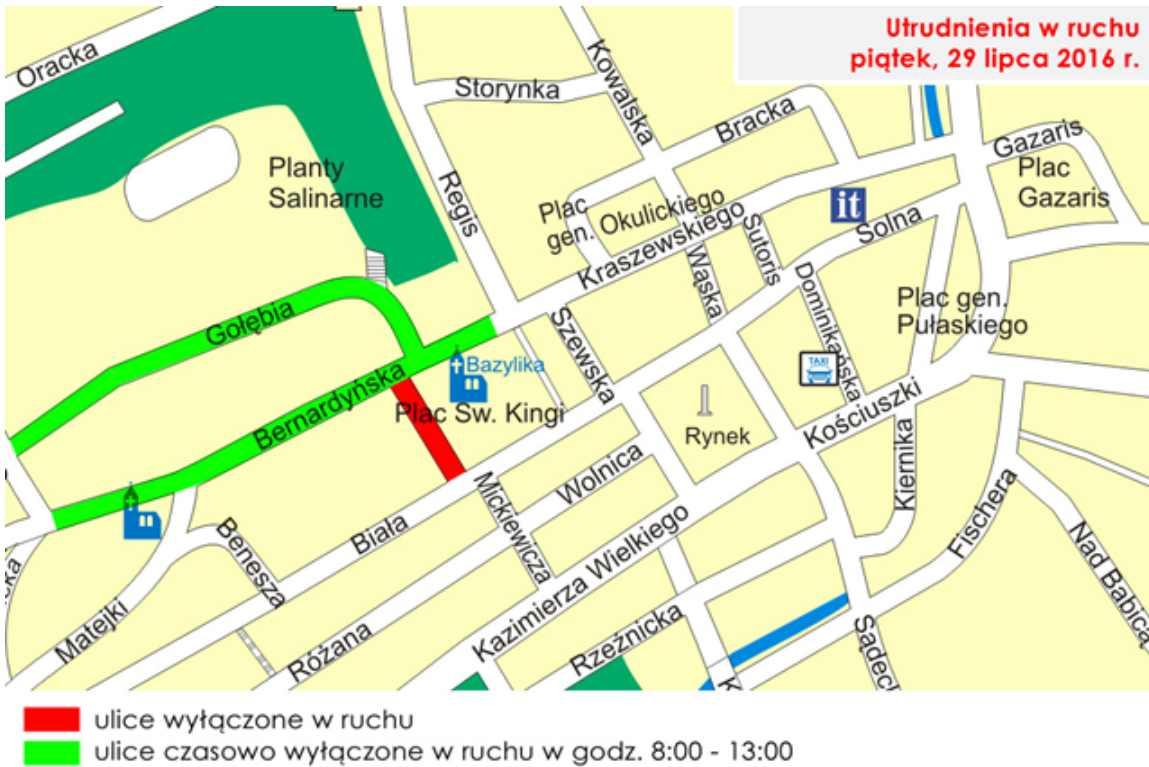 Utrudnienia w ruchu
piątek, 29 lipca 2016 r.
Oracka
Storynka
Kowalska
Bracka
Gazaris
Plac
Gazaris
Planty
Salinarne
Regis
Plac
gen. Okulickiego
Kraszewskiego
it
Solna
Sutoris
Wąska
Dominikańska
Plac gen.
Pułaskiego
Gołębia
Szewska
Bazylika
TAXI
Bernardyńska
Plac Św. Kingi
Rynek
Kościuszki
Kiernika
Mickiewicza
Wolnica
Biała
Fischera
Benesza
Kazimierza Wielkiego
Nad Babicą
Matejki
Różana
Rzeźnicka
Sądech
K
ulice wyłączone w ruchu
ulice czasowo wyłączone w ruchu w godz. 8:00 - 13:00